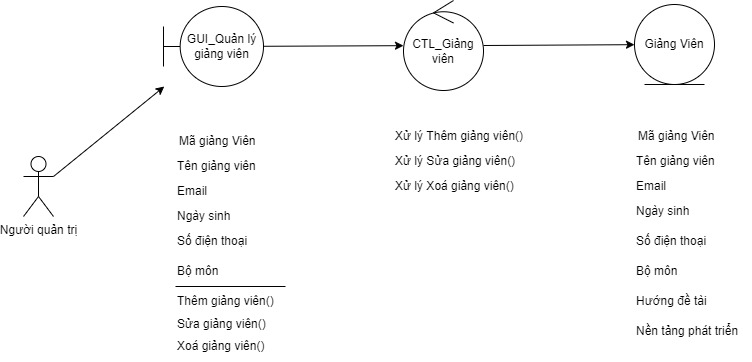 GUI_Quản lý
giảng viên
CTL_Giảng
viên
Giảng Viên
Người quản trị
Mã giảng Viên
Tên giảng viên
Email
Ngày sinh
Số điện thoại
Bộ môn
Thêm giảng viên()
Sửa giảng viên()
Xoá giảng viên()
Xử lý Thêm giảng viên()
Xử lý Sửa giảng viên()
Xử lý Xoá giảng viên()
Mã giảng Viên
Tên giảng viên
Email
Ngày sinh
Số điện thoại
Bộ môn
Hướng đề tài
Nền tảng phát triển